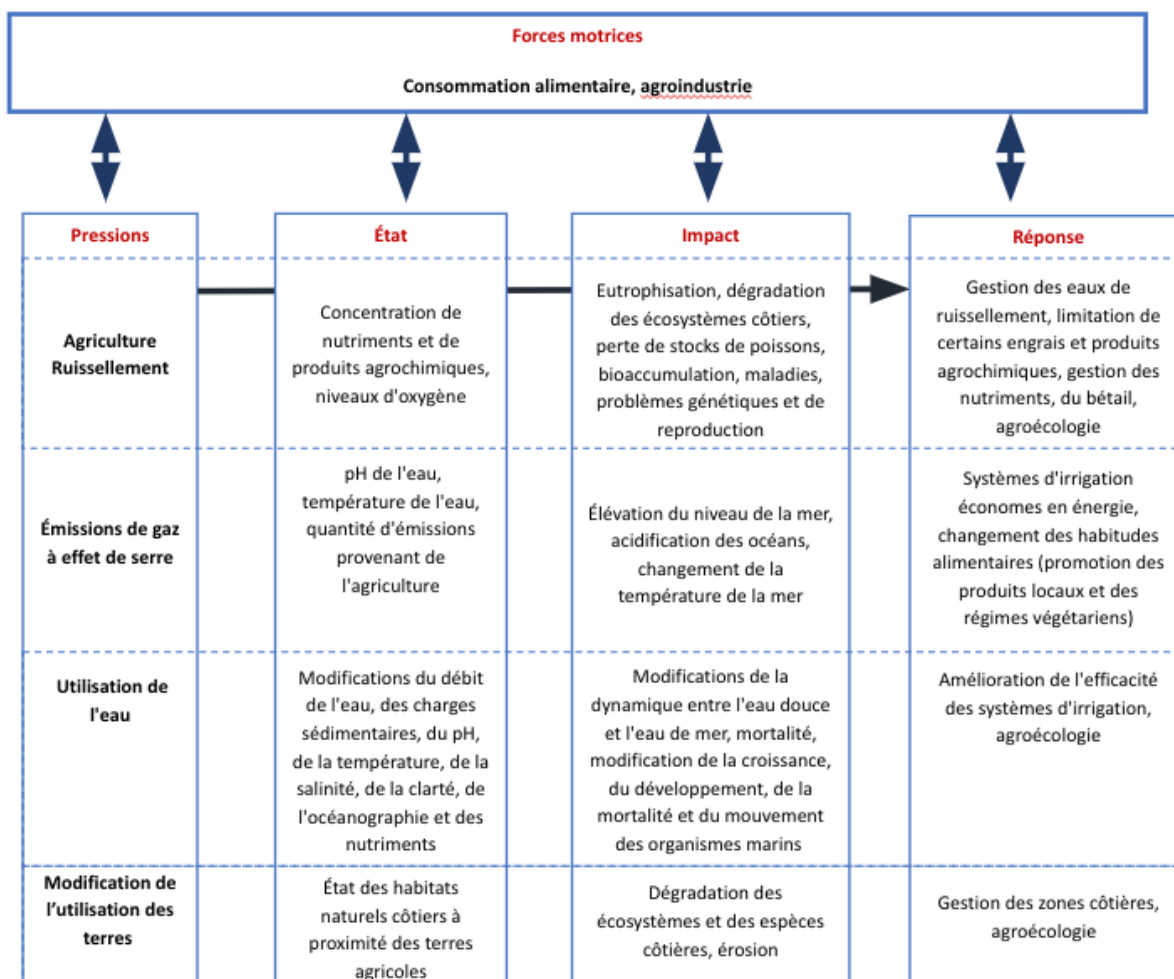 Forces motrices
Consommation alimentaire, agroindustrie
Pressions
État
Impact
Réponse
Agriculture
Ruissellement
Concentration de
nutriments et de
produits agrochimiques,
niveaux d'oxygène
Eutrophisation, dégradation
des écosystèmes côtiers,
perte de stocks de poissons,
bioaccumulation, maladies,
problèmes génétiques et de
reproduction
Gestion des eaux de
ruissellement, limitation de
certains engrais et produits
agrochimiques, gestion des
nutriments, du bétail,
agroécologie
Émissions de gaz
à effet de serre
pH de l'eau,
température de l'eau,
quantité d'émissions
provenant de
l'agriculture
Élévation du niveau de la mer,
acidification des océans,
changement de la
température de la mer
Systèmes d'irrigation
économes en énergie,
changement des habitudes
alimentaires (promotion des
produits locaux et des
régimes végétariens)
Utilisation de
l'eau
Modifications du débit
de l'eau, des charges
sédimentaires, du pH,
de la température, de la
salinité, de la clarté, de
l'océanographie et des
nutriments
Modifications de la
dynamique entre l'eau douce
et l'eau de mer, mortalité,
modification de la croissance,
du développement, de la
mortalité et du mouvement
des organismes marins
Amélioration de l'efficacité
des systèmes d'irrigation,
agroécologie
Modification de
l’utilisation des
terres
État des habitats
naturels côtiers à
proximité des terres
agricoles
Dégradation des
écosystèmes et des espèces
côtières, érosion
Gestion des zones côtières,
agroécologie